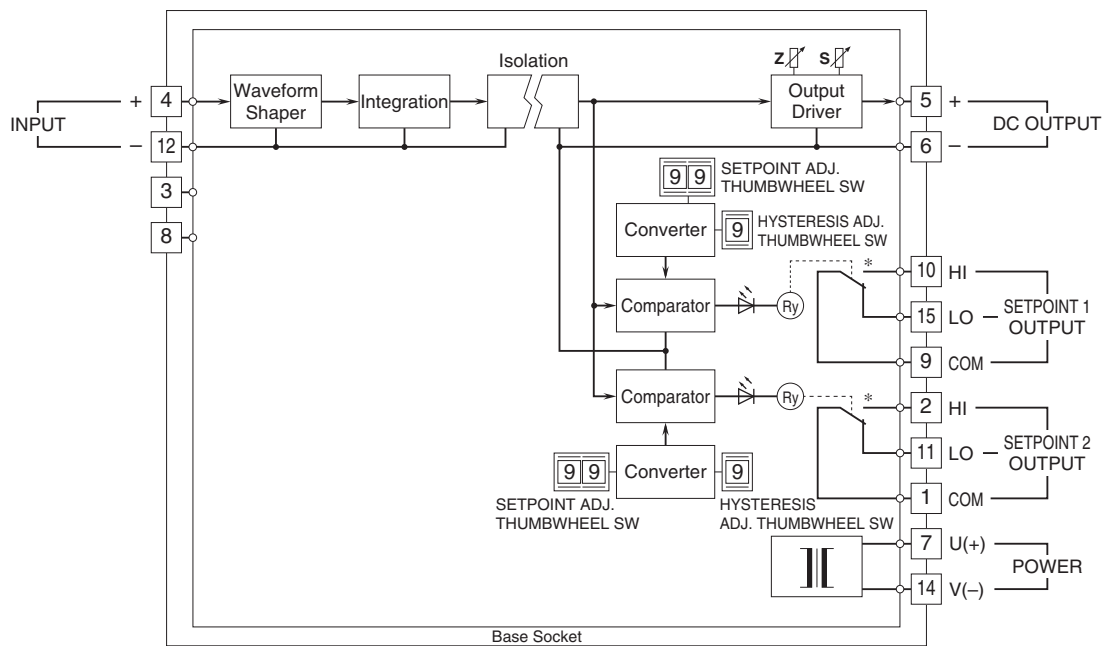 Isolation
Z S
INPUT
+ 4
Waveform
Shaper
Integration
Output
Driver
5 +
DC OUTPUT
– 12
6 –
3
8
9 9
SETPOINT ADJ.
THUMBWHEEL SW
Converter
9
HYSTERESIS ADJ.
THUMBWHEEL SW
Comparator
Ry
*
10 HI
15 LO
9 COM
SETPOINT 1
OUTPUT
Comparator
Ry
*
2 HI
11 LO
1 COM
SETPOINT 2
OUTPUT
9 9
SETPOINT ADJ.
THUMBWHEEL SW
Converter
9
HYSTERESIS
ADJ. THUMBWHEEL SW
7 U(+)
14 V(–)
POWER
Base Socket